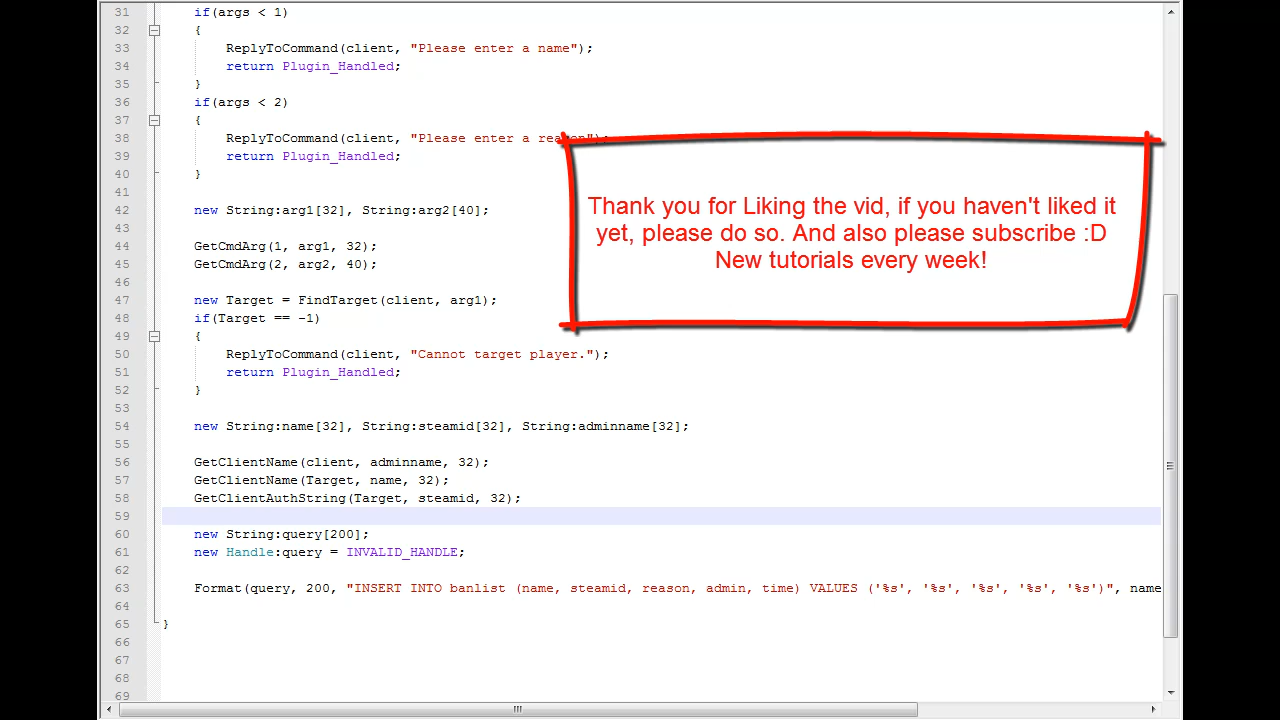 31 if(args < 1)
32 {
33 ReplyToCommand(client, "Please enter a name");
34 return Plugin_Handled;
35 }
36 if(args < 2)
37 {
38 ReplyToCommand(client, "Please enter a reason");
39 return Plugin_Handled;
40 }
41
42 new String:arg1[32], String:arg2[40];
43
44 GetCmdArg(1, arg1, 32);
45 GetCmdArg(2, arg2, 40);
46
47 new Target = FindTarget(client, arg1);
48 if(Target == -1)
49 {
50 ReplyToCommand(client, "Cannot target player.");
51 return Plugin_Handled;
52 }
53
54 new String:name[32], String:steamid[32], String:adminname[32];
55
56 GetClientName(client, adminname, 32);
57 GetClientName(Target, name, 32);
58 GetClientAuthString(Target, steamid, 32);
59
60 new String:query[200];
61 new Handle:query = INVALID_HANDLE;
62
63 Format(query, 200, "INSERT INTO banlist (name, steamid, reason, admin, time) VALUES ('%s', '%s', '%s', '%s', '%s')", name
64
65 }
66
67
68
69
Thank you for Liking the vid, if you haven't liked it
yet, please do so. And also please subscribe :D
New tutorials every week!